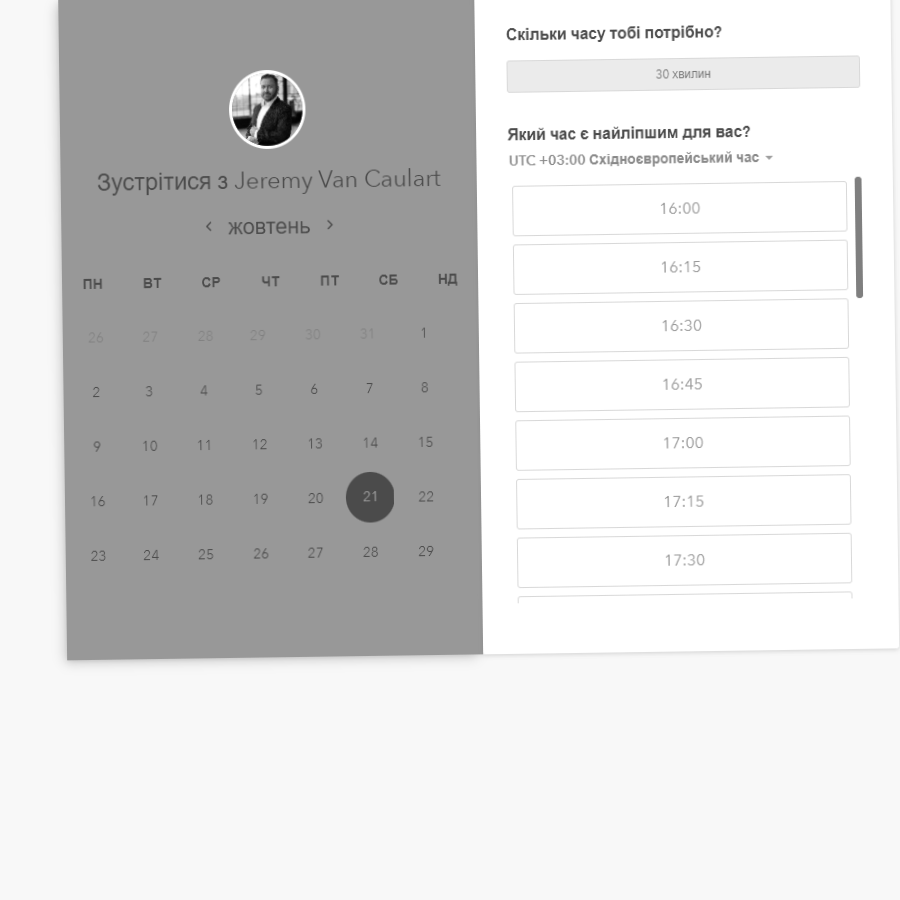 Зустрітися з Jeremy Van Caulart
жовтень
ПН ВТ СР ЧТ ПТ СБ НД
26 27 28 29 30 31 1
2 3 4 5 6 7 8
9 10 11 12 13 14 15
16 17 18 19 20 21 22
23 24 25 26 27 28 29
Скільки часу тобі потрібно?
30 хвилин
Який час є найліпшим для вас?
UTC +03:00 Східноєвропейський час
16:00
16:15
16:30
16:45
17:00
17:15
17:30